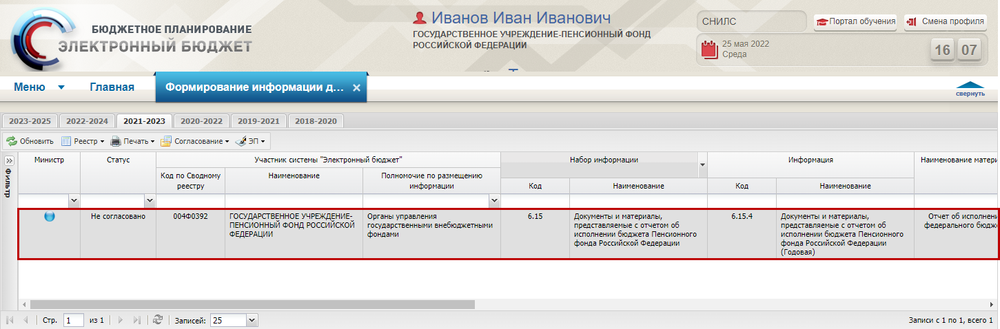 БЮДЖЕТНОЕ ПЛАНИРОВАНИЕ
ЭЛЕКТРОННЫЙ БЮДЖЕТ
Иванов Иван Иванович
ГОСУДАРСТВЕННОЕ УЧРЕЖДЕНИЕ-ПЕНСИОННЫЙ ФОНД
РОССИЙСКОЙ ФЕДЕРАЦИИ
СНИЛС
Портал обучения
Смена профиля
25 мая 2022
Среда
16 07
Меню
Главная
Формирование информации д...
свернуть
2023-2025 2022-2024 2021-2023 2020-2022 2019-2021 2018-2020
Обновить Реестр Печать Согласование ЭП
Фильтр
Министр
Статус
Участник системы "Электронный бюджет"
Набор информации
Информация
Наименование матери
Код по Сводному
реестру
Наименование
Полномочие по размещению
информации
Код
Наименование
Код
Наименование
Не согласовано
004Ф0392
ГОСУДАРСТВЕННОЕ УЧРЕЖДЕНИЕ-
ПЕНСИОННЫЙ ФОНД РОССИЙСКОЙ
ФЕДЕРАЦИИ
Органы управления
государственными внебюджетными
фондами
6.15
Документы и материалы,
представляемые с отчетом об
исполнении бюджета Пенсионного
фонда Российской Федерации
6.15.4
Документы и материалы,
представляемые с отчетом об
исполнении бюджета Пенсионного
фонда Российской Федерации
(Годовая)
Отчет об исполнени
федерального бюдже
Стр. 1 из 1
Записей: 25
Записи с 1 по 1, всего 1